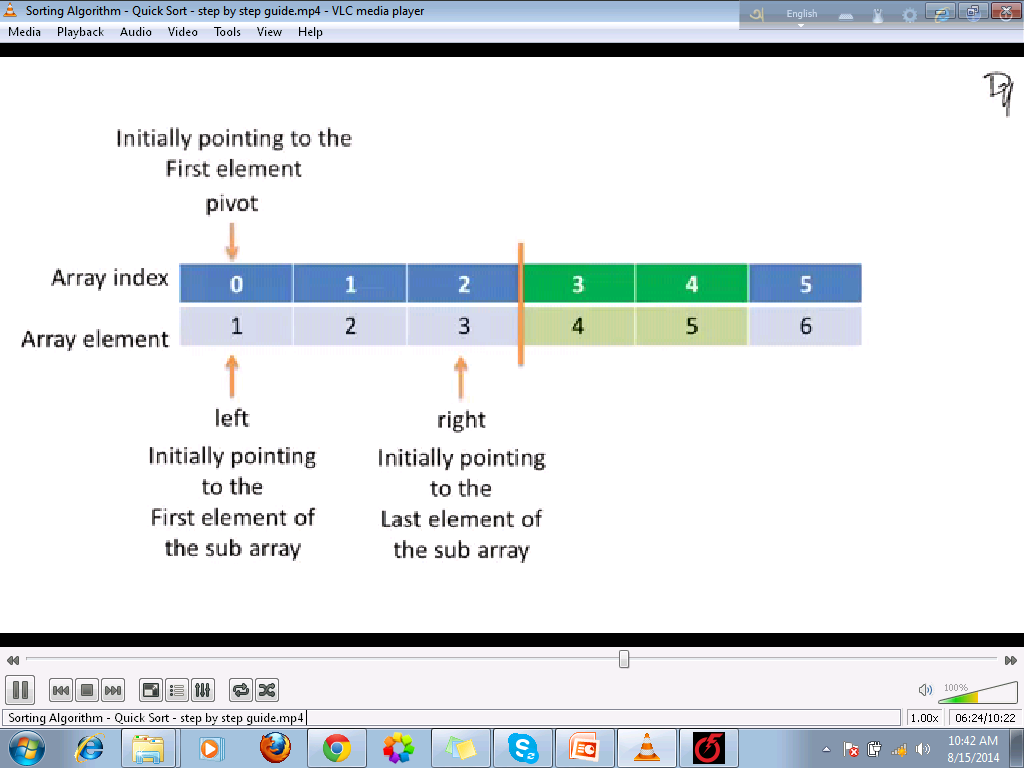 Sorting Algorithm - Quick Sort - step by step guide.mp4 - VLC media player
English
Media Playback Audio Video Tools View Help
Initially pointing to the
First element
pivot
Array index 0 1 2 3 4 5
Array element 1 2 3 4 5 6
left
Initially pointing
to the
First element of
the sub array
right
Initially pointing
to the
Last element of
the sub array
100%
Sorting Algorithm - Quick Sort - step by step guide.mp4
1.00x 06:24/10:22
10:42 AM
8/15/2014